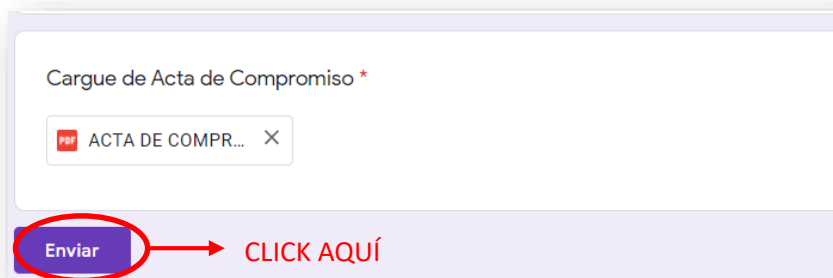 Cargue de Acta de Compromiso *
PDF ACTA DE COMPR... ×
Enviar CLICK AQUÍ